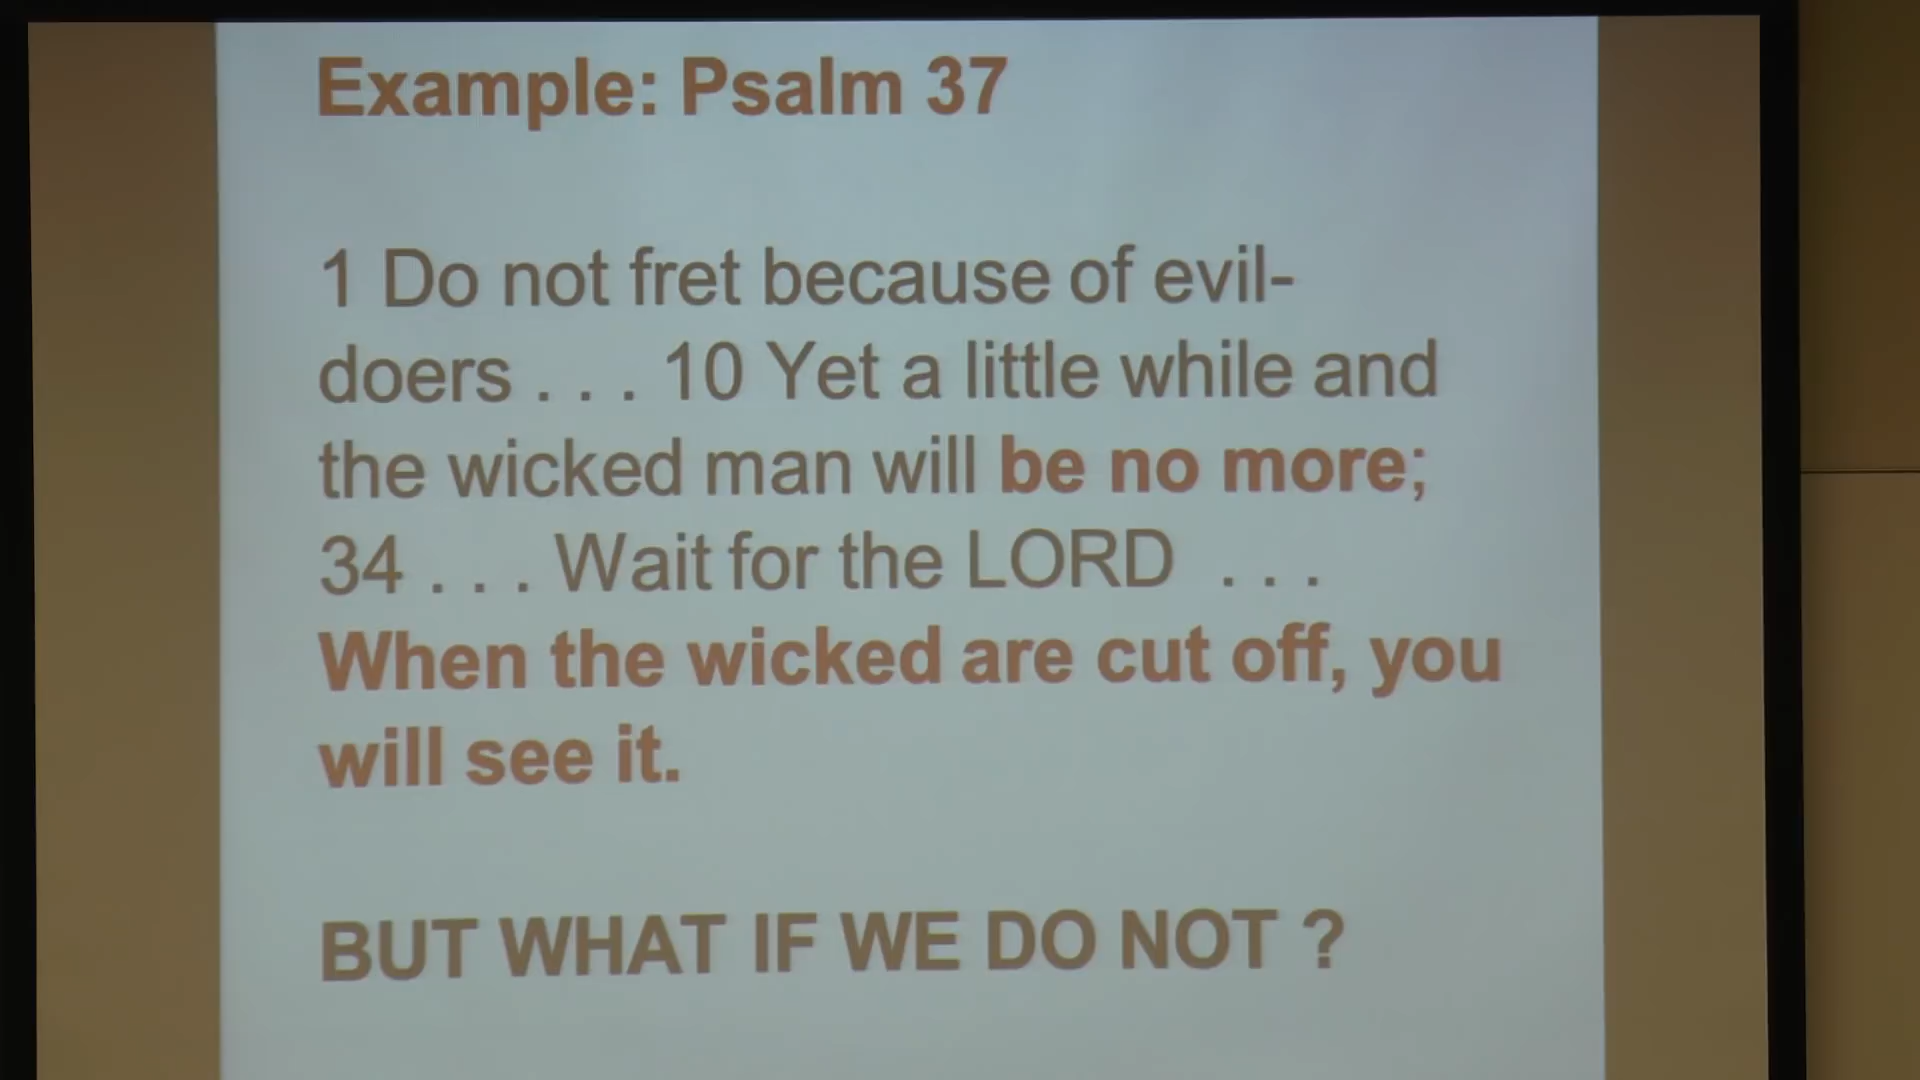 Example: Psalm 37
1 Do not fret because of evil-
doers . . . 10 Yet a little while and
the wicked man will be no more;
34 . . . Wait for the LORD . . .
When the wicked are cut off, you
will see it.
BUT WHAT IF WE DO NOT ?